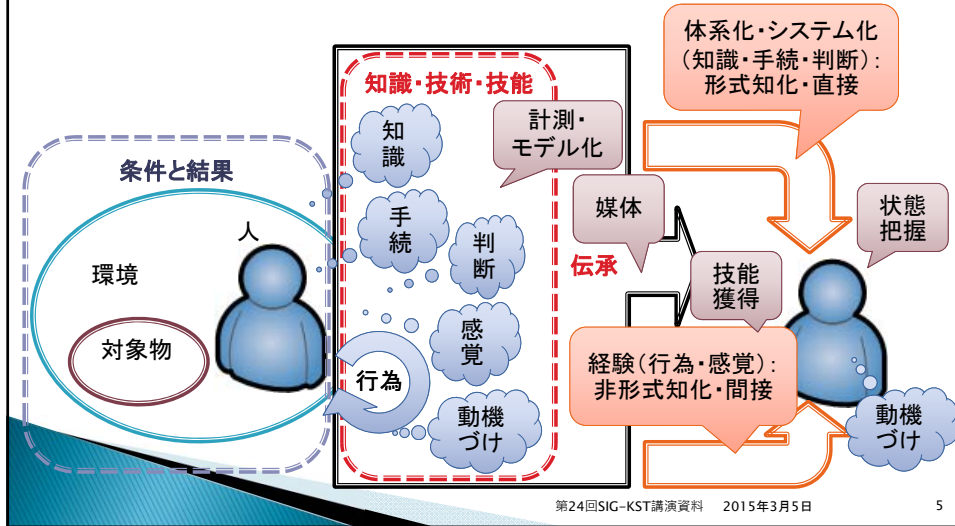 体系化・システム化
(知識・手続・判断):
形式知化・直接
知識・技術・技能
知
識
計測・
モデル化
条件と結果
手
続
媒体
状態
把握
人
判
断
伝承
環境
技能
獲得
対象物
感
覚
行為
経験(行為・感覚):
非形式知化・間接
動機
づけ
動機
づけ
第24回SIG-KST講演資料 2015年3月5日 5